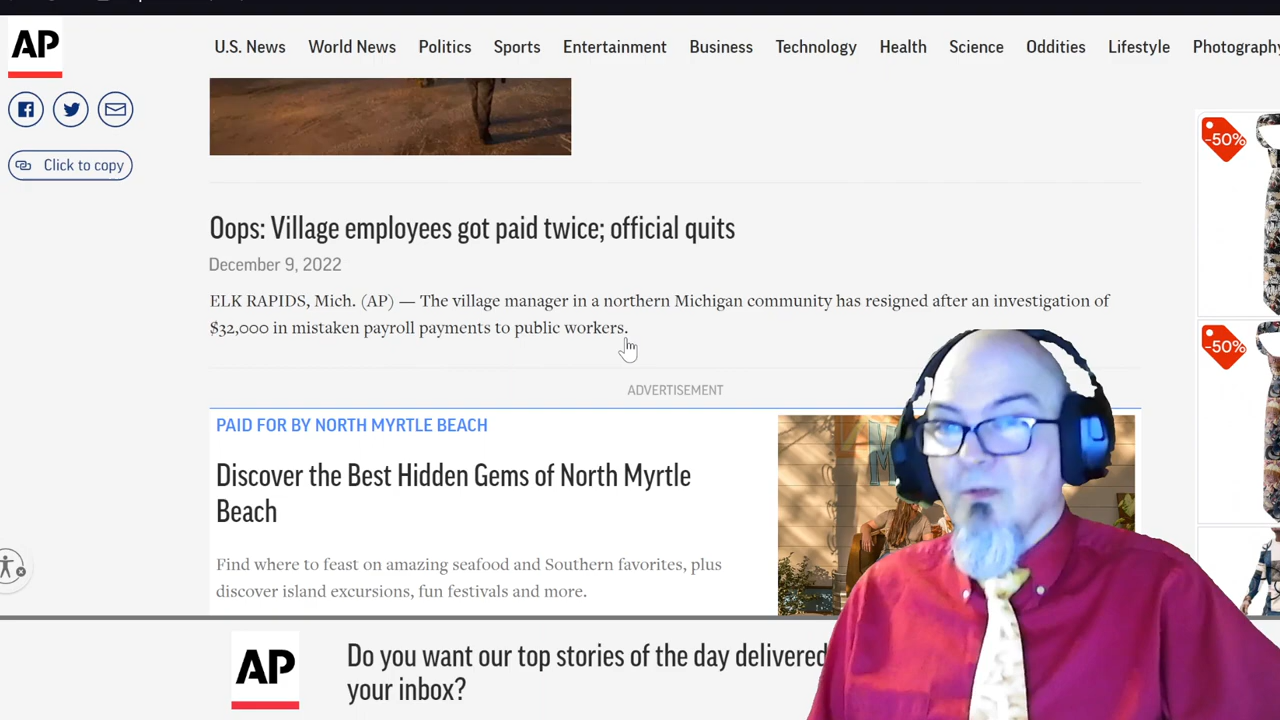 AP
U.S. News World News Politics Sports Entertainment Business Technology Health Science Oddities Lifestyle Photography
Click to copy
-50%
Oops: Village employees got paid twice; official quits
December 9, 2022
ELK RAPIDS, Mich. (AP) — The village manager in a northern Michigan community has resigned after an investigation of
$32,000 in mistaken payroll payments to public workers.
-50%
ADVERTISEMENT
PAID FOR BY NORTH MYRTLE BEACH
Discover the Best Hidden Gems of North Myrtle
Beach
Find where to feast on amazing seafood and Southern favorites, plus
discover island excursions, fun festivals and more.
AP
Do you want our top stories of the day delivered
your inbox?